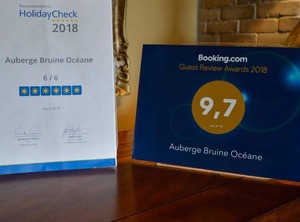 HolidayCheck
2018
Auberge Bruine Océane
6 / 6
Booking.com
Guest Review Awards 2018
9,7
Auberge Bruine Océane